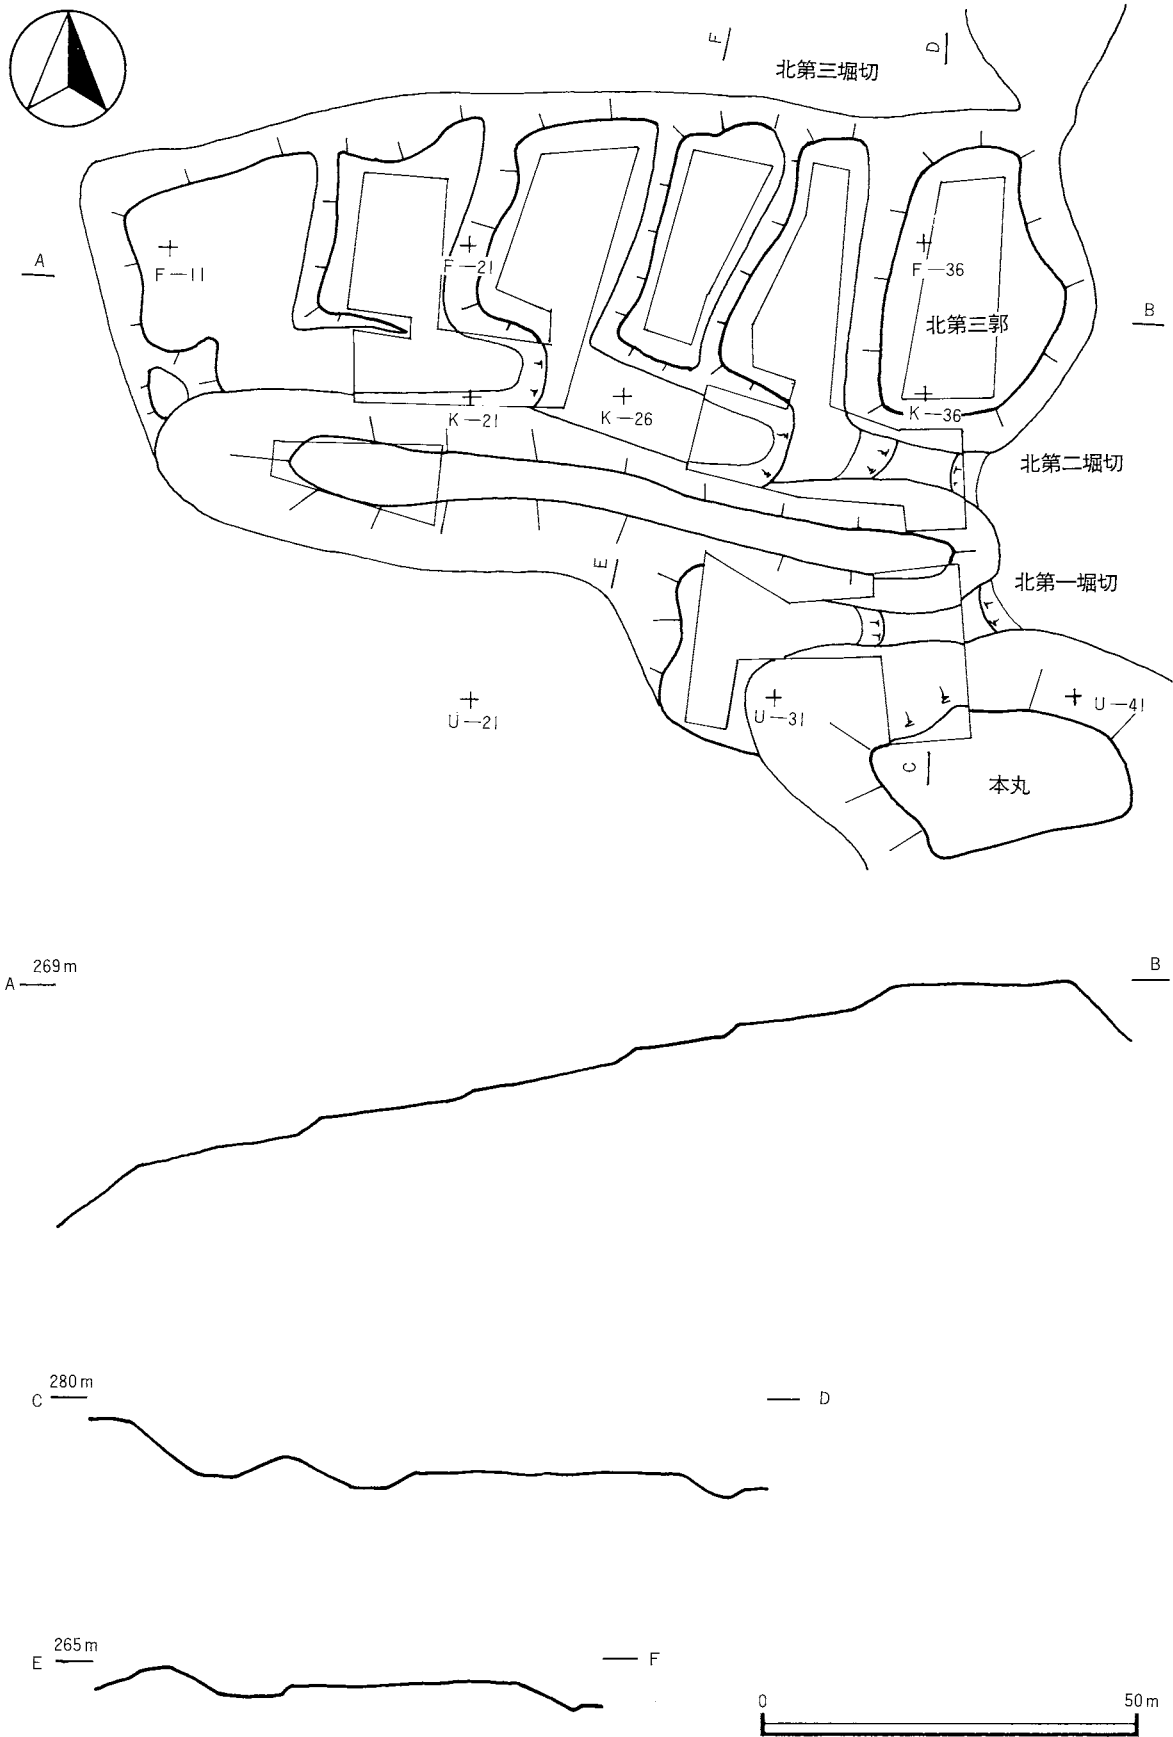 F
D
北第三堀切
A
F-11
F-21
F-36
北第三郭
B
K-21
K-26
K-36
北第二堀切
E
北第一堀切
U-21
U-31
U-41
C
本丸
269m
A
B
280m
C
D
265m
E
F
0
50m